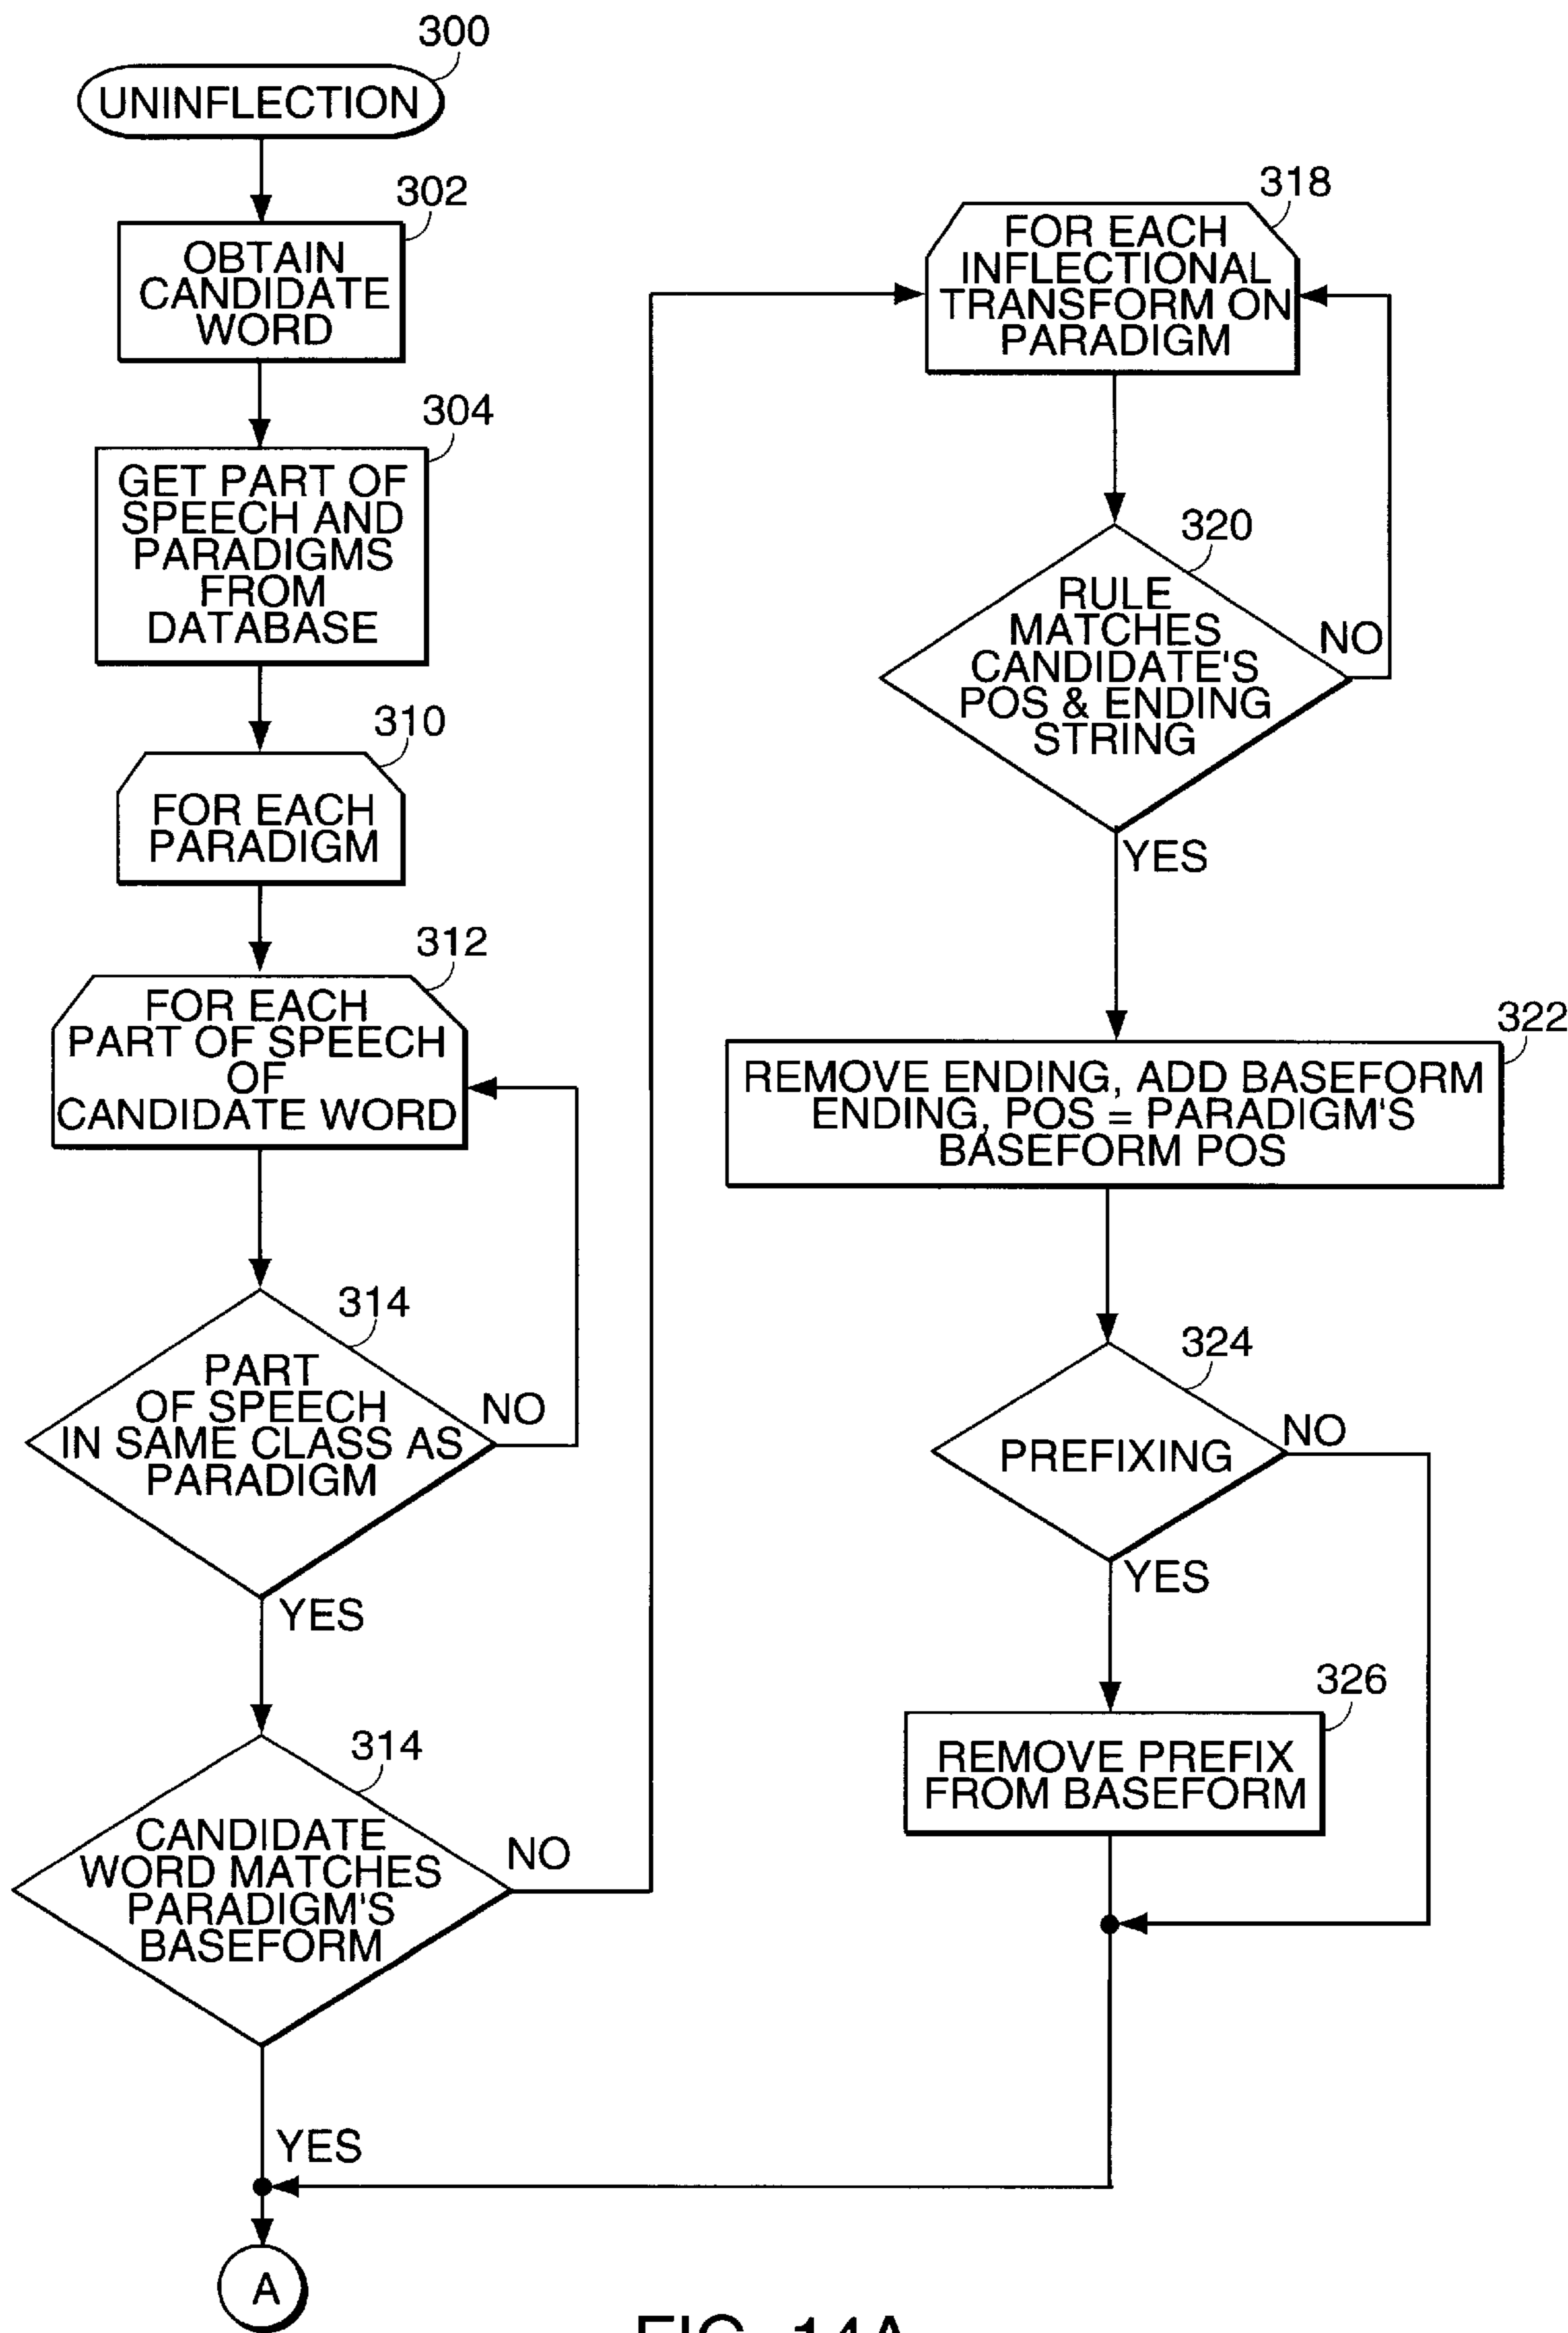 300
UNINFLECTION
302
OBTAIN
CANDIDATE
WORD
304
GET PART OF
SPEECH AND
PARADIGMS
FROM
DATABASE
310
FOR EACH
PARADIGM
312
FOR EACH
PART OF SPEECH
OF
CANDIDATE WORD
314
PART
OF SPEECH
IN SAME CLASS AS
PARADIGM
NO
YES
314
CANDIDATE
WORD MATCHES
PARADIGM'S
BASEFORM
NO
YES
A
318
FOR EACH
INFLECTIONAL
TRANSFORM ON
PARADIGM
320
RULE
MATCHES
CANDIDATE'S
POS & ENDING
STRING
NO
YES
322
REMOVE ENDING, ADD BASEFORM
ENDING, POS = PARADIGM'S
BASEFORM POS
324
PREFIXING
NO
YES
326
REMOVE PREFIX
FROM BASEFORM
FIG. 14A